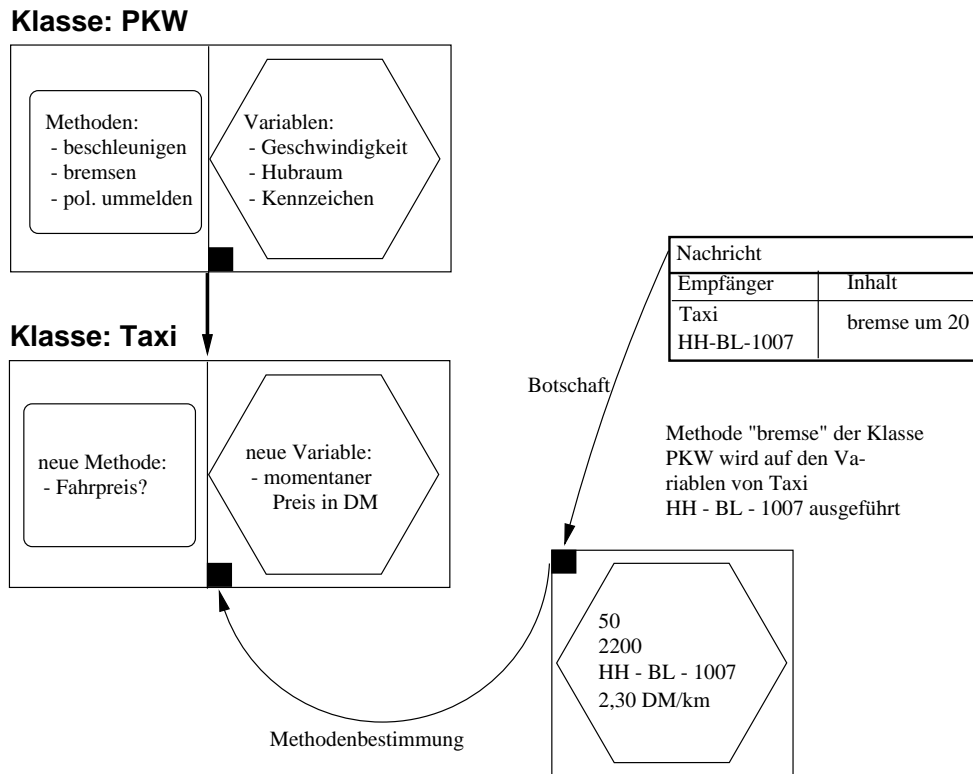 Klasse: PKW
Methoden:
- beschleunigen
- bremsen
- pol. ummelden
Variablen:
- Geschwindigkeit
- Hubraum
- Kennzeichen
Nachricht
Empfänger
Inhalt
Taxi
HH-BL-1007
bremse um 20
Klasse: Taxi
neue Methode:
- Fahrpreis?
neue Variable:
- momentaner
Preis in DM
Botschaft
Methode "bremse" der Klasse
PKW wird auf den Va-
riablen von Taxi
HH - BL - 1007 ausgeführt
50
2200
HH - BL - 1007
2,30 DM/km
Methodenbestimmung